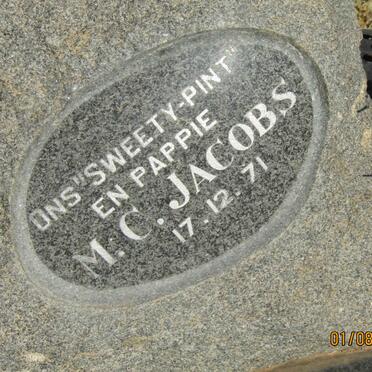 ONS "SWEETY-PINT"
EN PAPPIE
M. C. JACOBS
17. 12. 71
01/08